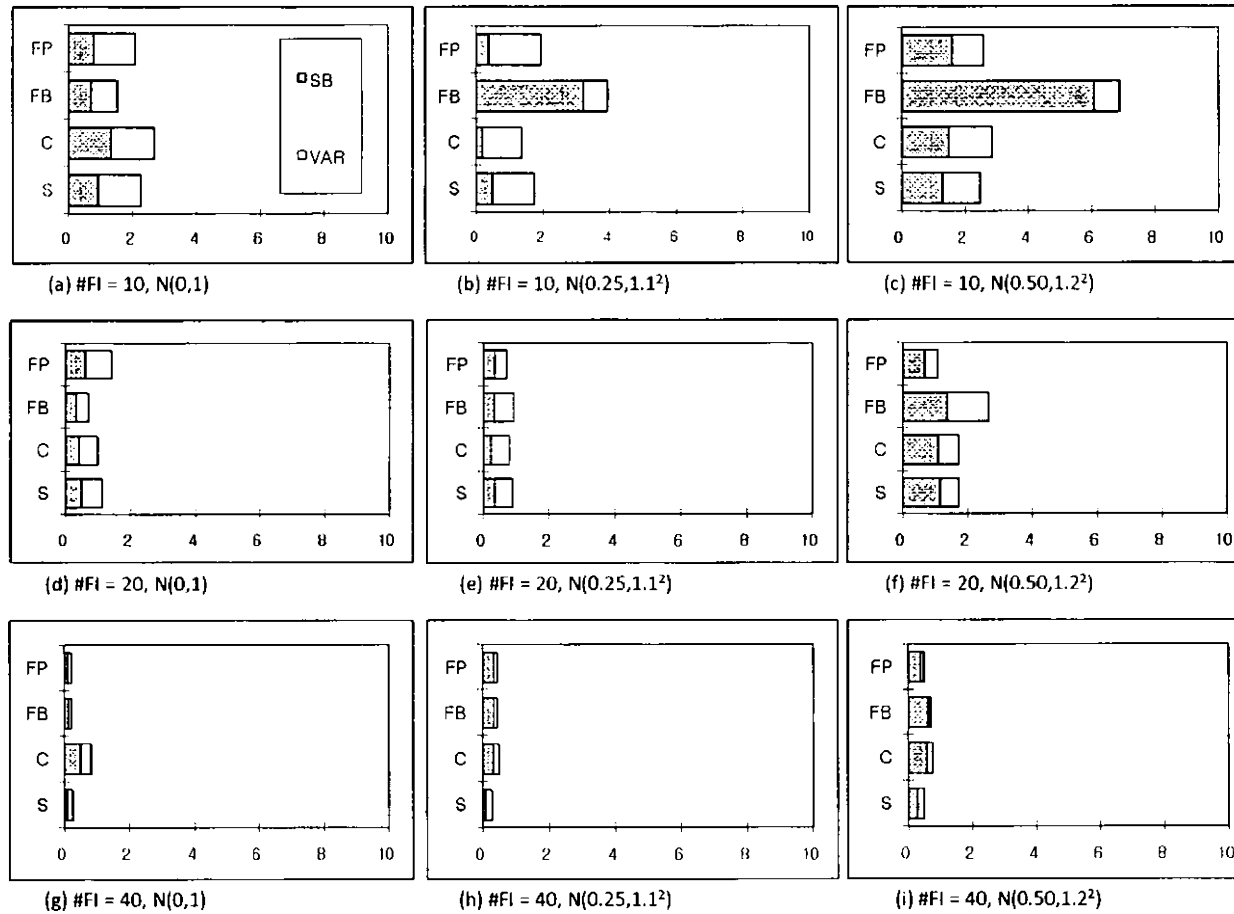 FP
FB
C
S
SB
VAR
0 2 4 6 8 10
(a) #FI = 10, N(0,1)
FP
FB
C
S
0 2 4 6 8 10
(b) #FI = 10, N(0.25,1.1²)
FP
FB
C
S
0 2 4 6 8 10
(c) #FI = 10, N(0.50,1.2²)
FP
FB
C
S
0 2 4 6 8 10
(d) #FI = 20, N(0,1)
FP
FB
C
S
0 2 4 6 8 10
(e) #FI = 20, N(0.25,1.1²)
FP
FB
C
S
0 2 4 6 8 10
(f) #FI = 20, N(0.50,1.2²)
FP
FB
C
S
0 2 4 6 8 10
(g) #FI = 40, N(0,1)
FP
FB
C
S
0 2 4 6 8 10
(h) #FI = 40, N(0.25,1.1²)
FP
FB
C
S
0 2 4 6 8 10
(i) #FI = 40, N(0.50,1.2²)